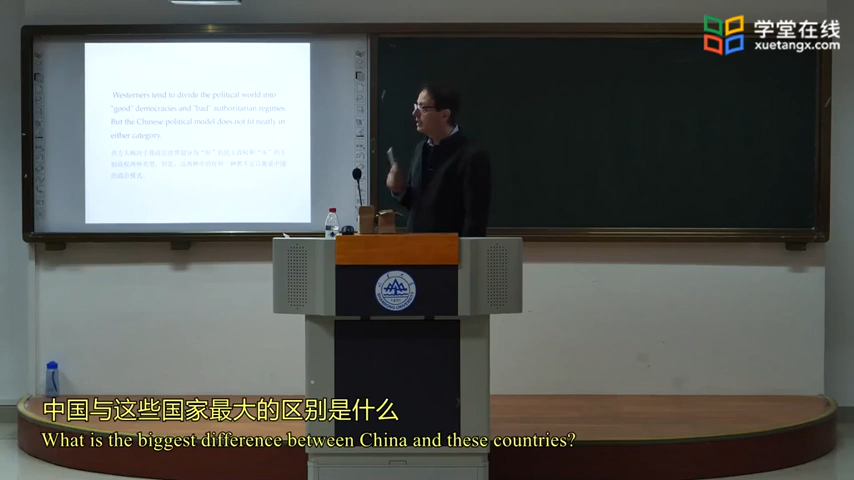 学堂在线
xuetangx.com
Westerners tend to divide the political world into
"good" democracies and "bad" authoritarian regimes.
But the Chinese political model does not fit neatly in
either category.
中国与这些国家最大的区别是什么
What is the biggest difference between China and these countries?